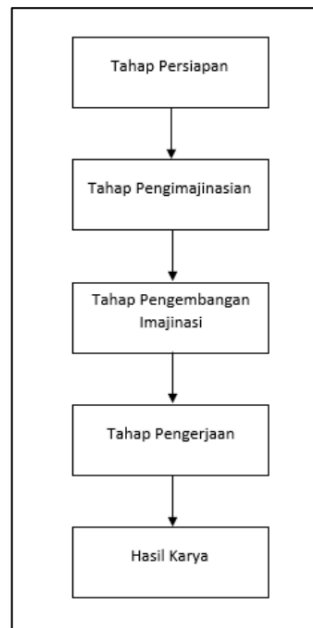 Tahap Persiapan
Tahap Pengimajinasian
Tahap Pengembangan
Imajinasi
Tahap Pengerjaan
Hasil Karya